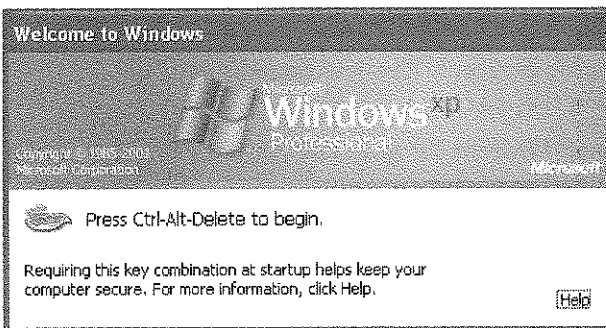 Welcome to Windows
Windows xp
Professional
Copyright © 1985-2001
Microsoft Corporation
Microsoft
Press Ctrl-Alt-Delete to begin.
Requiring this key combination at startup helps keep your
computer secure. For more information, click Help.
Help